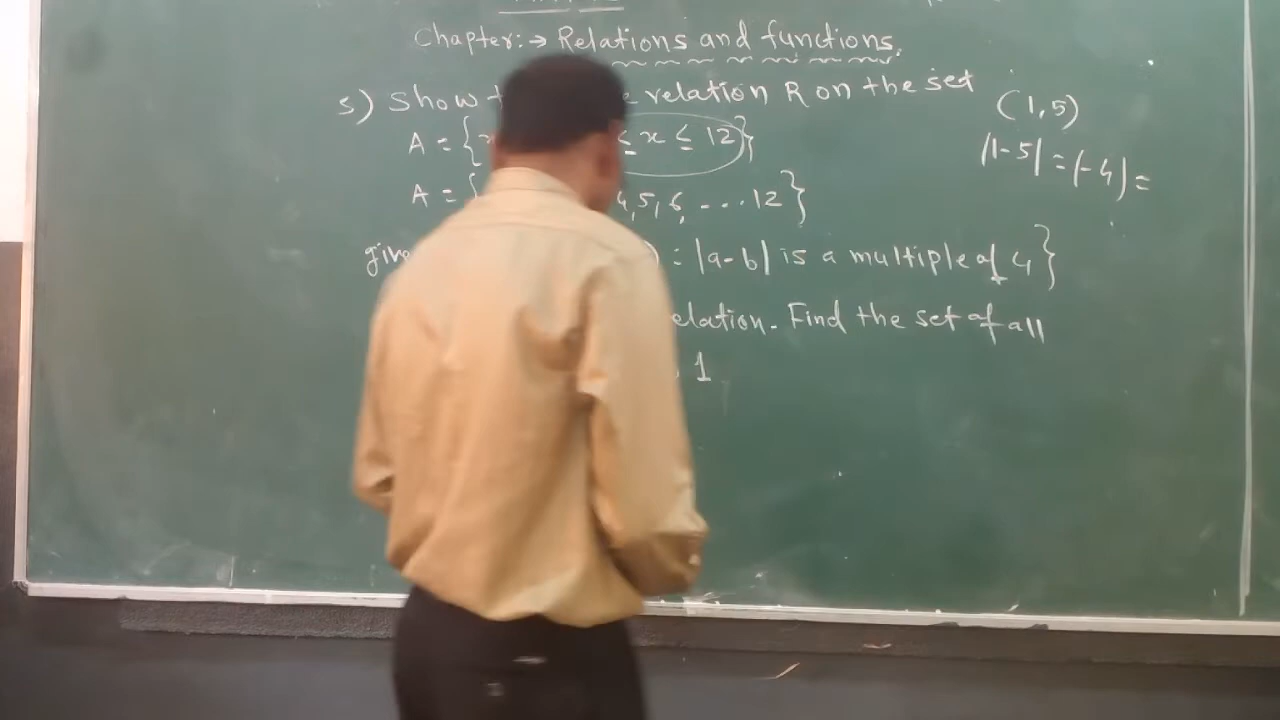 Chapter:→ Relations and functions.
5) Show relation R on the set
A = { ≤ x ≤ 12}
A = { 4,5,6, ... 12}
) : |a-b| is a multiple of 4}
elation. Find the set of all
1
(1,5)
|1-5| = |-4| =